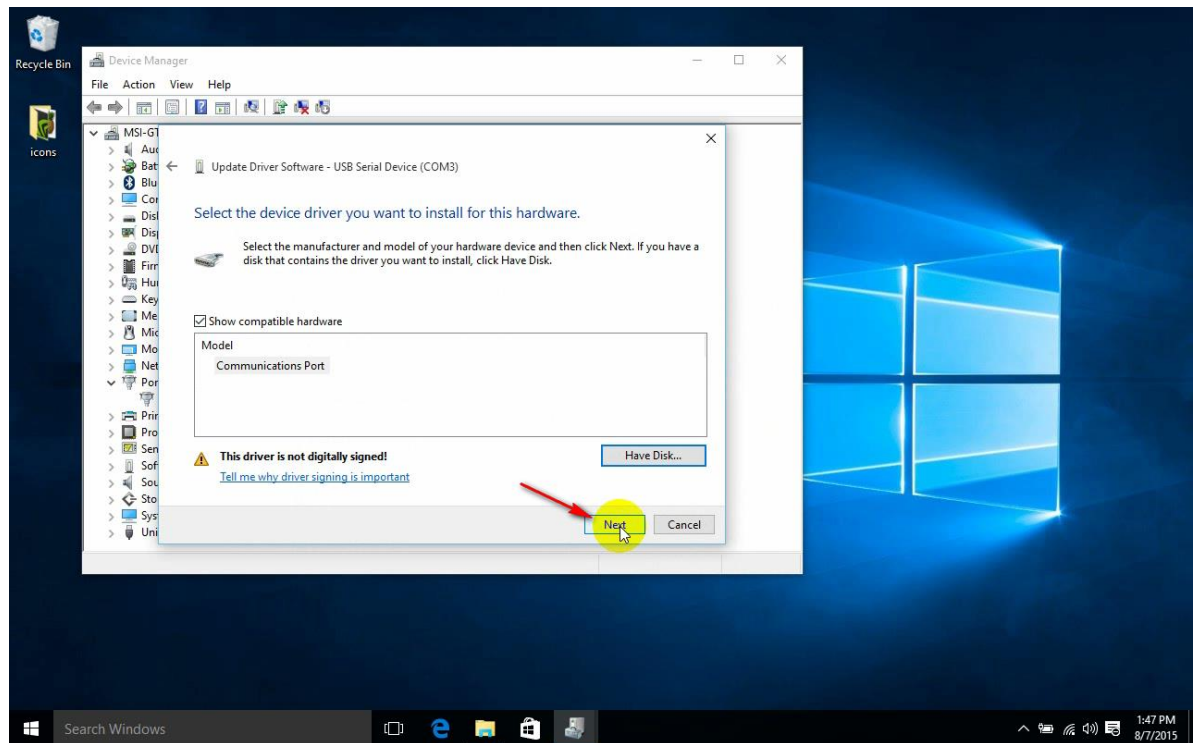 Recycle Bin
icons
Device Manager
File Action View Help
MSI-GT
Aud
Bat
Blu
Cor
Disl
Disp
DVD
Firr
Hur
Key
Me
Mic
Mo
Net
Por
Prir
Pro
Sen
Sof
Sou
Sto
Sys
Uni
Update Driver Software - USB Serial Device (COM3)
Select the device driver you want to install for this hardware.
Select the manufacturer and model of your hardware device and then click Next. If you have a
disk that contains the driver you want to install, click Have Disk.
Show compatible hardware
Model
Communications Port
This driver is not digitally signed!
Have Disk...
Tell me why driver signing is important
Next Cancel
Search Windows
1:47 PM
8/7/2015